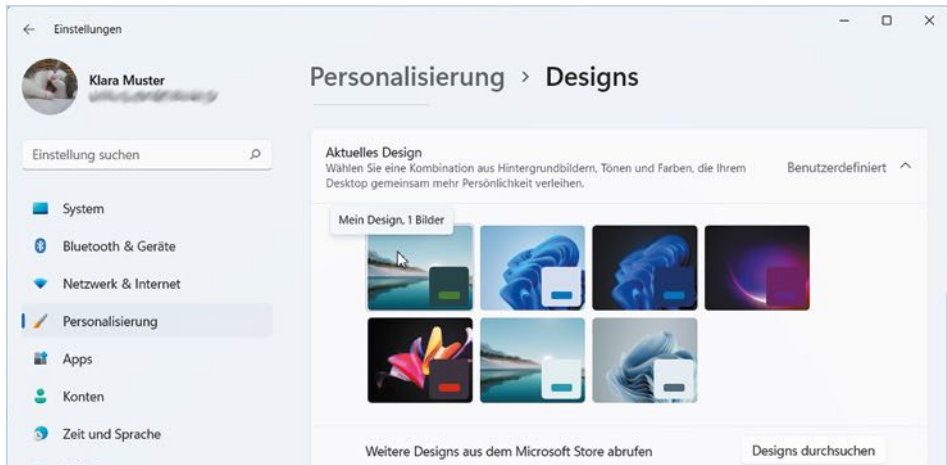 Einstellungen
Klara Muster
Personalisierung > Designs
Einstellung suchen
System
Bluetooth & Geräte
Netzwerk & Internet
Personalisierung
Apps
Konten
Zeit und Sprache
Aktuelles Design
Wählen Sie eine Kombination aus Hintergrundbildern, Tönen und Farben, die Ihrem
Desktop gemeinsam mehr Persönlichkeit verleihen.
Benutzerdefiniert
Mein Design, 1 Bilder
Weitere Designs aus dem Microsoft Store abrufen
Designs durchsuchen